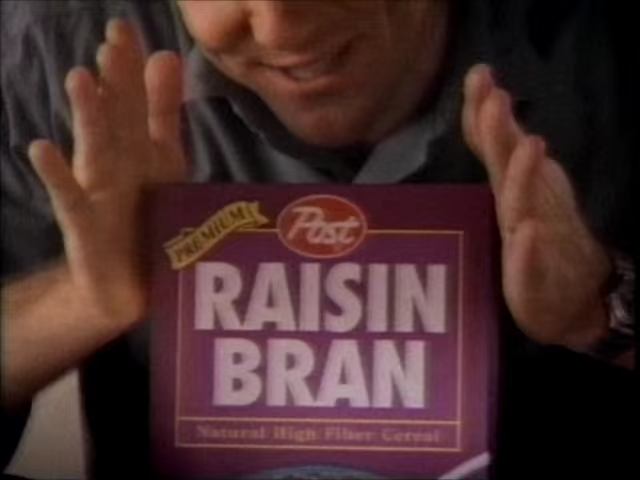 PREMIUM
Post
RAISIN
BRAN
Natural High Fiber Cereal